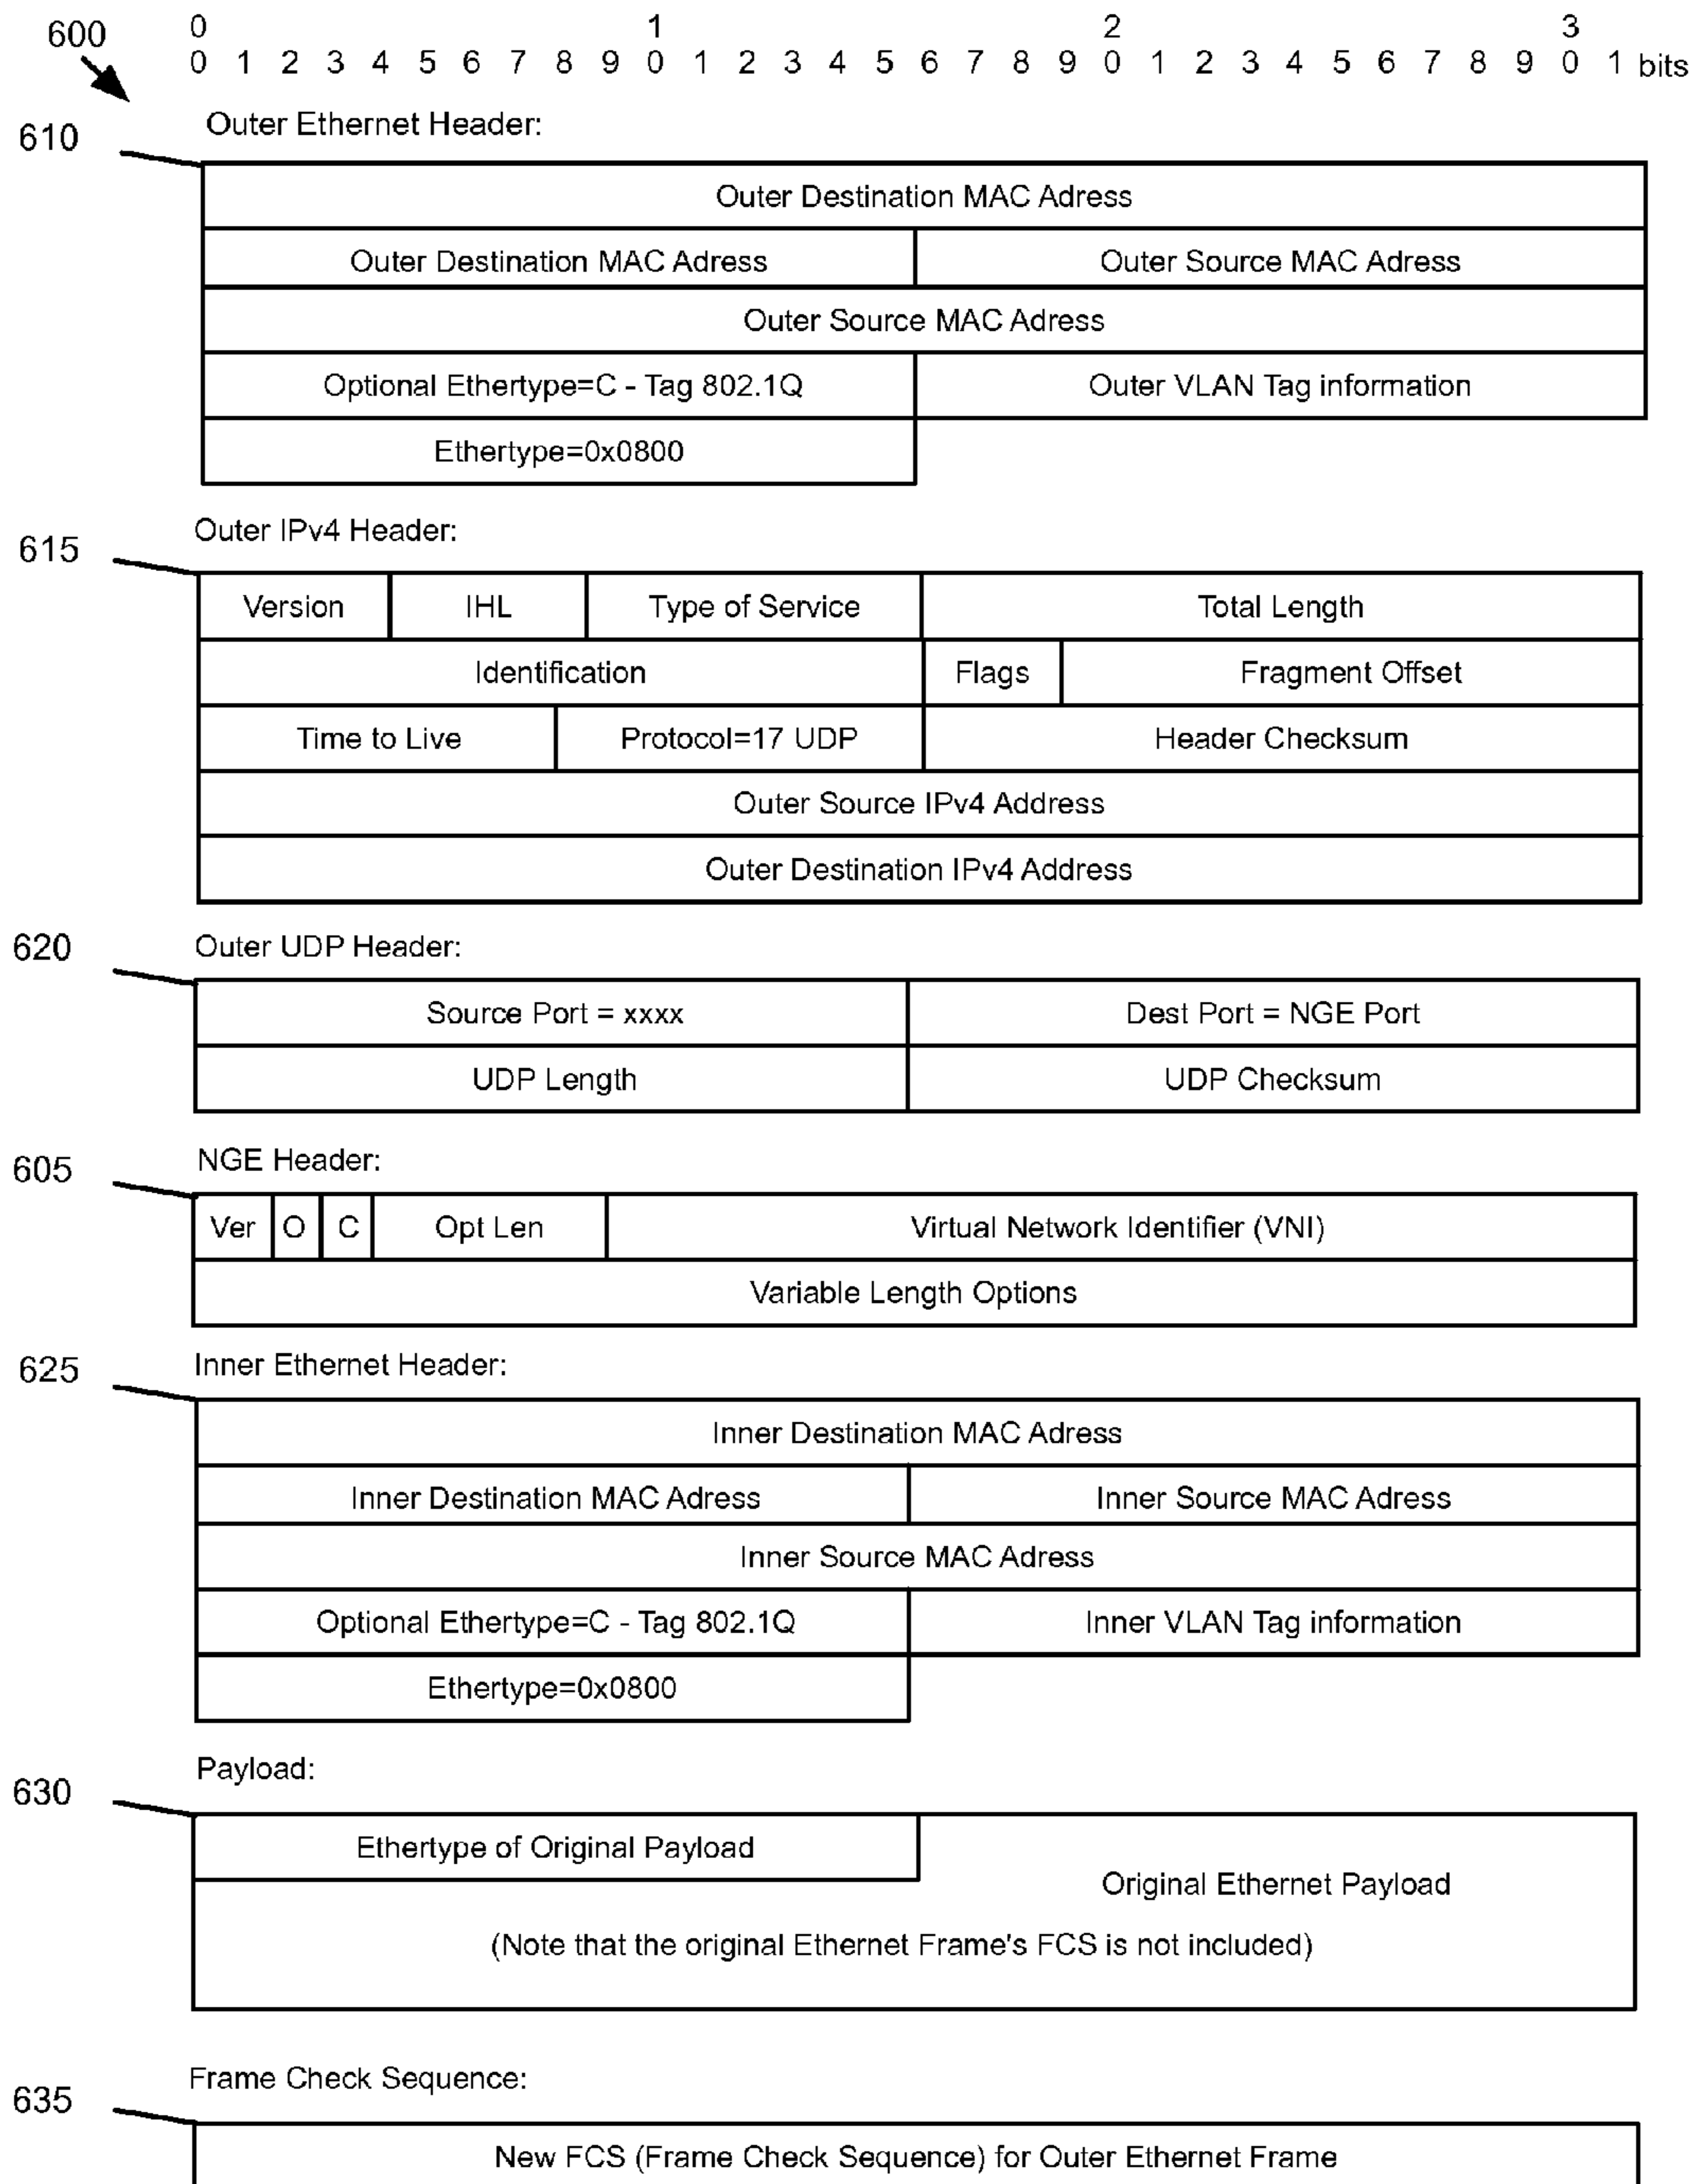 600
0 1 2 3
0 1 2 3 4 5 6 7 8 9 0 1 2 3 4 5 6 7 8 9 0 1 2 3 4 5 6 7 8 9 0 1 bits
610
Outer Ethernet Header:
Outer Destination MAC Adress
Outer Destination MAC Adress Outer Source MAC Adress
Outer Source MAC Adress
Optional Ethertype=C - Tag 802.1Q Outer VLAN Tag information
Ethertype=0x0800
615
Outer IPv4 Header:
Version IHL Type of Service Total Length
Identification Flags Fragment Offset
Time to Live Protocol=17 UDP Header Checksum
Outer Source IPv4 Address
Outer Destination IPv4 Address
620
Outer UDP Header:
Source Port = xxxx Dest Port = NGE Port
UDP Length UDP Checksum
605
NGE Header:
Ver O C Opt Len Virtual Network Identifier (VNI)
Variable Length Options
625
Inner Ethernet Header:
Inner Destination MAC Adress
Inner Destination MAC Adress Inner Source MAC Adress
Inner Source MAC Adress
Optional Ethertype=C - Tag 802.1Q Inner VLAN Tag information
Ethertype=0x0800
630
Payload:
Ethertype of Original Payload
Original Ethernet Payload
(Note that the original Ethernet Frame's FCS is not included)
635
Frame Check Sequence:
New FCS (Frame Check Sequence) for Outer Ethernet Frame